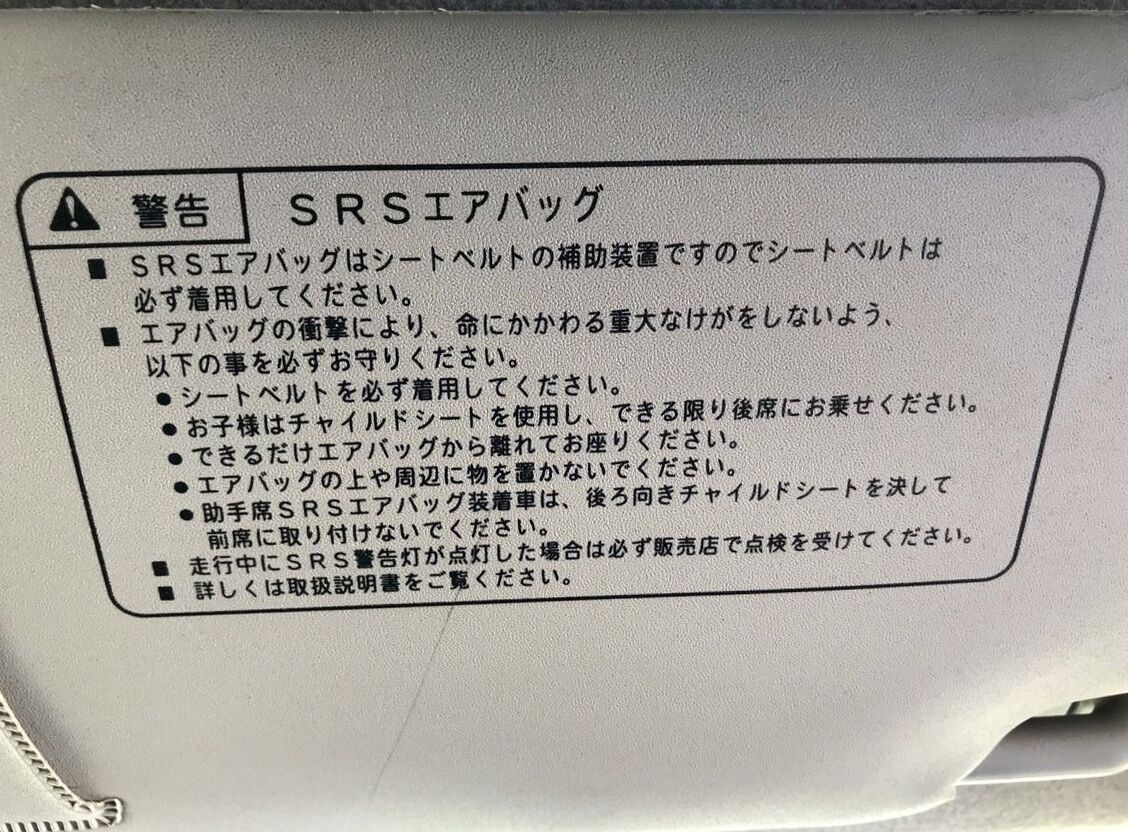 警告 SRSエアバッグ
■ SRSエアバッグはシートベルトの補助装置ですのでシートベルトは
必ず着用してください。
■ エアバッグの衝撃により、命にかかわる重大なけがをしないよう、
以下の事を必ずお守りください。
●シートベルトを必ず着用してください。
●お子様はチャイルドシートを使用し、できる限り後席にお乗せください。
●できるだけエアバッグから離れてお座りください。
●エアバッグの上や周辺に物を置かないでください。
●助手席SRSエアバッグ装着車は、後ろ向きチャイルドシートを決して
前席に取り付けないでください。
■ 走行中にSRS警告灯が点灯した場合は必ず販売店で点検を受けてください。
■ 詳しくは取扱説明書をご覧ください。